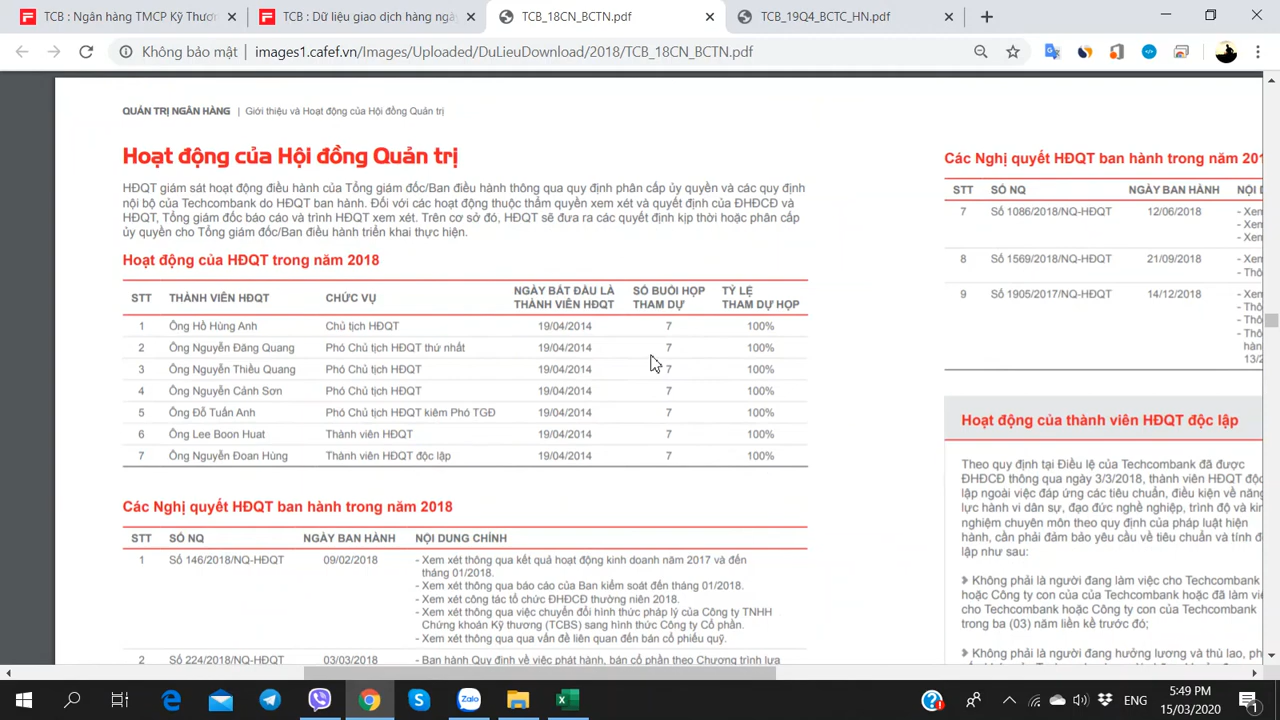 Ngân hàng TMCP Kỹ Thươn
TCB : Dữ liệu giao dịch hàng ngà
TCB_18CN_BCTN.pdf
TCB_19Q4_BCTC_HN.pdf
Không bảo mật
images1.cafef.vn/Images/Uploaded/DuLieuDownload/2018/TCB_18CN_BCTN.pdf
QUẢN TRỊ NGÂN HÀNG | Giới thiệu và Hoạt động của Hội đồng Quản trị
Hoạt động của Hội đồng Quản trị
HĐQT giám sát hoạt động điều hành của Tổng giám đốc/Ban điều hành thông qua quy định phân cấp ủy quyền và các quy định
nội bộ của Techcombank do HĐQT ban hành. Đối với các hoạt động thuộc thẩm quyền xem xét và quyết định của ĐHĐCĐ và
HĐQT, Tổng giám đốc báo cáo và trình HĐQT xem xét. Trên cơ sở đó, HĐQT sẽ đưa ra các quyết định kịp thời hoặc phân cấp
ủy quyền cho Tổng giám đốc/Ban điều hành triển khai thực hiện.
Hoạt động của HĐQT trong năm 2018
STT THÀNH VIÊN HĐQT CHỨC VỤ NGÀY BẮT ĐẦU LÀ THÀNH VIÊN HĐQT SỐ BUỔI HỌP THAM DỰ TỶ LỆ THAM DỰ HỌP
1 Ông Hồ Hùng Anh Chủ tịch HĐQT 19/04/2014 7 100%
2 Ông Nguyễn Đăng Quang Phó Chủ tịch HĐQT thứ nhất 19/04/2014 7 100%
3 Ông Nguyễn Thiều Quang Phó Chủ tịch HĐQT 19/04/2014 7 100%
4 Ông Nguyễn Cảnh Sơn Phó Chủ tịch HĐQT 19/04/2014 7 100%
5 Ông Đỗ Tuấn Anh Phó Chủ tịch HĐQT kiêm Phó TGĐ 19/04/2014 7 100%
6 Ông Lee Boon Huat Thành viên HĐQT 19/04/2014 7 100%
7 Ông Nguyễn Đoan Hùng Thành viên HĐQT độc lập 19/04/2014 7 100%
Các Nghị quyết HĐQT ban hành trong năm 2018
STT SỐ NQ NGÀY BAN HÀNH NỘI DUNG CHÍNH
1 Số 146/2018/NQ-HĐQT 09/02/2018 - Xem xét thông qua kết quả hoạt động kinh doanh năm 2017 và đến
tháng 01/2018.
- Xem xét thông qua báo cáo của Ban kiểm soát đến tháng 01/2018.
- Xem xét công tác tổ chức ĐHĐCĐ thường niên 2018.
- Xem xét thông qua việc chuyển đổi hình thức pháp lý của Công ty TNHH
Chứng khoán Kỹ thương (TCBS) sang hình thức Công ty Cổ phần.
- Xem xét thông qua qua vấn đề liên quan đến bán cổ phiếu quỹ.
2 Số 224/2018/NQ-HĐQT 03/03/2018 - Ban hành Quy định về việc phát hành, bán cổ phần theo Chương trình lựa
Các Nghị quyết HĐQT ban hành trong năm 201
STT SỐ NQ NGÀY BAN HÀNH NỘI D
7 Số 1086/2018/NQ-HĐQT 12/06/2018 - Xem
- Xen
- Xem
8 Số 1569/2018/NQ-HĐQT 21/09/2018 - Xem
- Thô
9 Số 1905/2017/NQ-HĐQT 14/12/2018 - Xem
- Thô
- Thô
- Thô
hàn
13/2
Hoạt động của thành viên HĐQT độc lập
Theo quy định tại Điều lệ của Techcombank đã được
ĐHĐCĐ thông qua ngày 3/3/2018, thành viên HĐQT độc
lập ngoài việc đáp ứng các tiêu chuẩn, điều kiện về năng
lực hành vi dân sự, đạo đức nghề nghiệp, trình độ và kin
nghiệm chuyên môn theo quy định của pháp luật hiện
hành, cần phải đảm bảo yêu cầu về tiêu chuẩn và tính đ
lập như sau:
Không phải là người đang làm việc cho Techcombank
hoặc Công ty con của của Techcombank hoặc đã làm việ
cho Techcombank hoặc Công ty con của Techcombank
trong ba (03) năm liền kề trước đó;
Không phải là người đang hưởng lương và thù lao, ph
Zalo
ENG
5:49 PM
15/03/2020
1